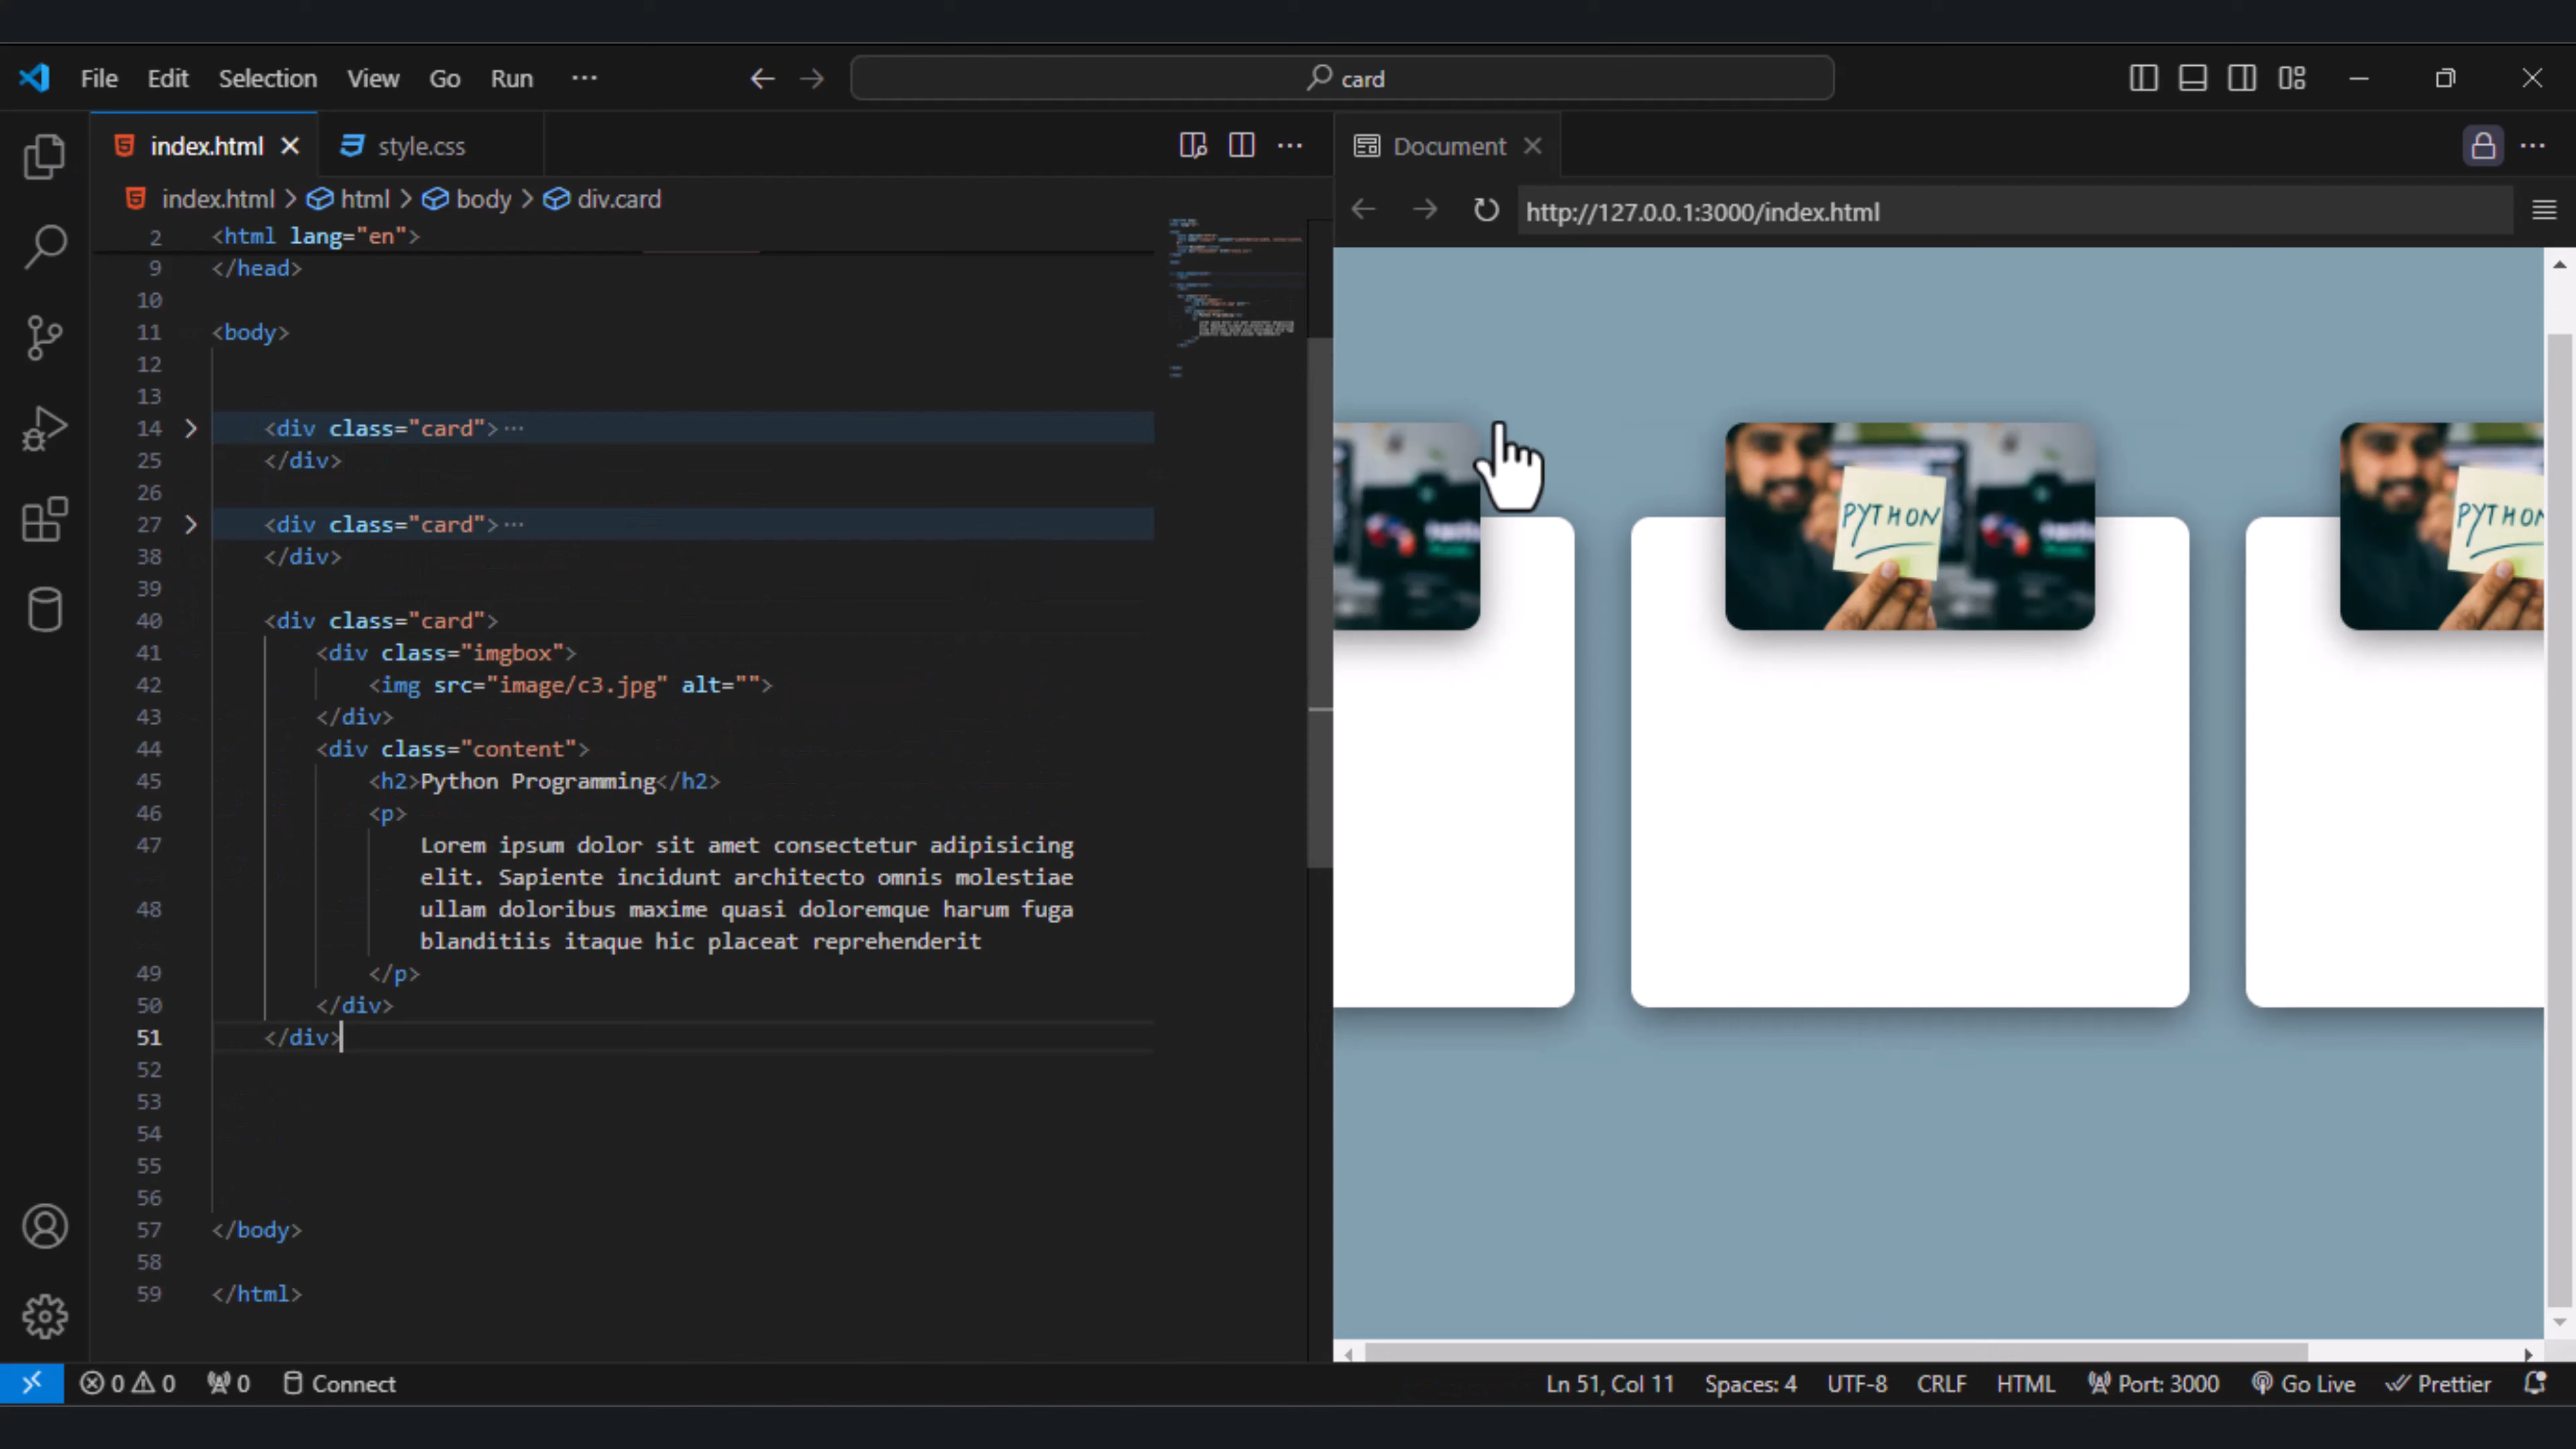 File Edit Selection View Go Run ··· card
index.html style.css
index.html > html > body > div.card
2 <html lang="en">
9 </head>
10
11 <body>
12
13
14 <div class="card">···
25 </div>
26
27 <div class="card">···
38 </div>
39
40 <div class="card">
41 <div class="imgbox">
42 <img src="image/c3.jpg" alt="">
43 </div>
44 <div class="content">
45 <h2>Python Programming</h2>
46 <p>
47 Lorem ipsum dolor sit amet consectetur adipisicing
elit. Sapiente incidunt architecto omnis molestiae
48 ullam doloribus maxime quasi doloremque harum fuga
blanditiis itaque hic placeat reprehenderit
49 </p>
50 </div>
51 </div>
52
53
54
55
56
57 </body>
58
59 </html>
Document
http://127.0.0.1:3000/index.html
PYTHON
PYTHON
0 0 0 Connect Ln 51, Col 11 Spaces: 4 UTF-8 CRLF HTML Port: 3000 Go Live Prettier